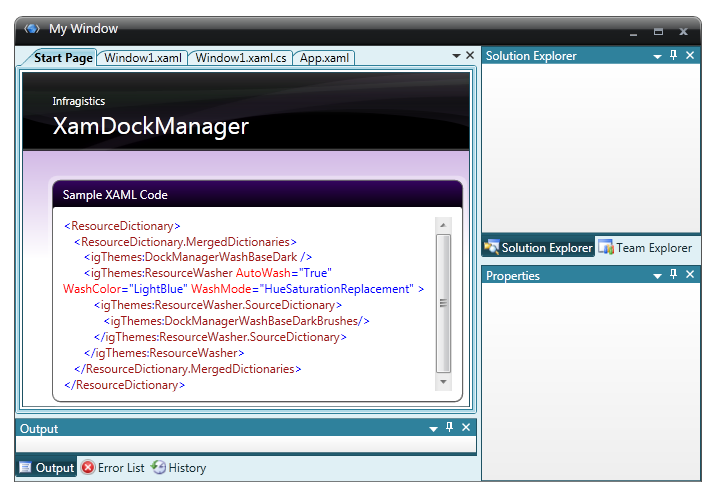 My Window
Start Page Window1.xaml Window1.xaml.cs App.xaml
Infragistics
XamDockManager
Sample XAML Code
<ResourceDictionary>
<ResourceDictionary.MergedDictionaries>
<igThemes:DockManagerWashBaseDark />
<igThemes:ResourceWasher AutoWash="True"
WashColor="LightBlue" WashMode="HueSaturationReplacement" >
<igThemes:ResourceWasher.SourceDictionary>
<igThemes:DockManagerWashBaseDarkBrushes/>
</igThemes:ResourceWasher.SourceDictionary>
</igThemes:ResourceWasher>
</ResourceDictionary.MergedDictionaries>
</ResourceDictionary>
Output
Output Error List History
Solution Explorer
Solution Explorer Team Explorer
Properties